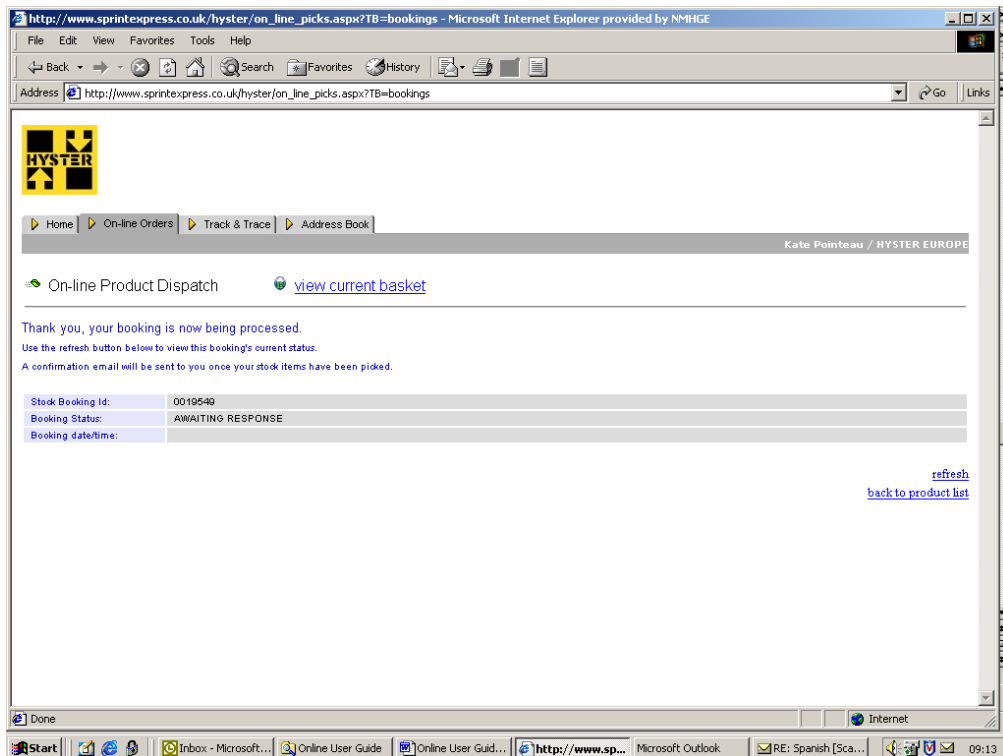 http://www.sprintexpress.co.uk/hyster/on_line_picks.aspx?TB=bookings - Microsoft Internet Explorer provided by NMHGE
File Edit View Favorites Tools Help
Back Search Favorites History
Address http://www.sprintexpress.co.uk/hyster/on_line_picks.aspx?TB=bookings Go Links
HYSTER
Home On-line Orders Track & Trace Address Book
Kate Pointeau / HYSTER EUROPE
On-line Product Dispatch view current basket
Thank you, your booking is now being processed.
Use the refresh button below to view this booking's current status.
A confirmation email will be sent to you once your stock items have been picked.
Stock Booking Id: 0019549
Booking Status: AWAITING RESPONSE
Booking date/time:
refresh
back to product list
Done Internet
Start Inbox - Microsoft... Online User Guide Online User Guid... http://www.sp... Microsoft Outlook RE: Spanish [Sca... 09:13